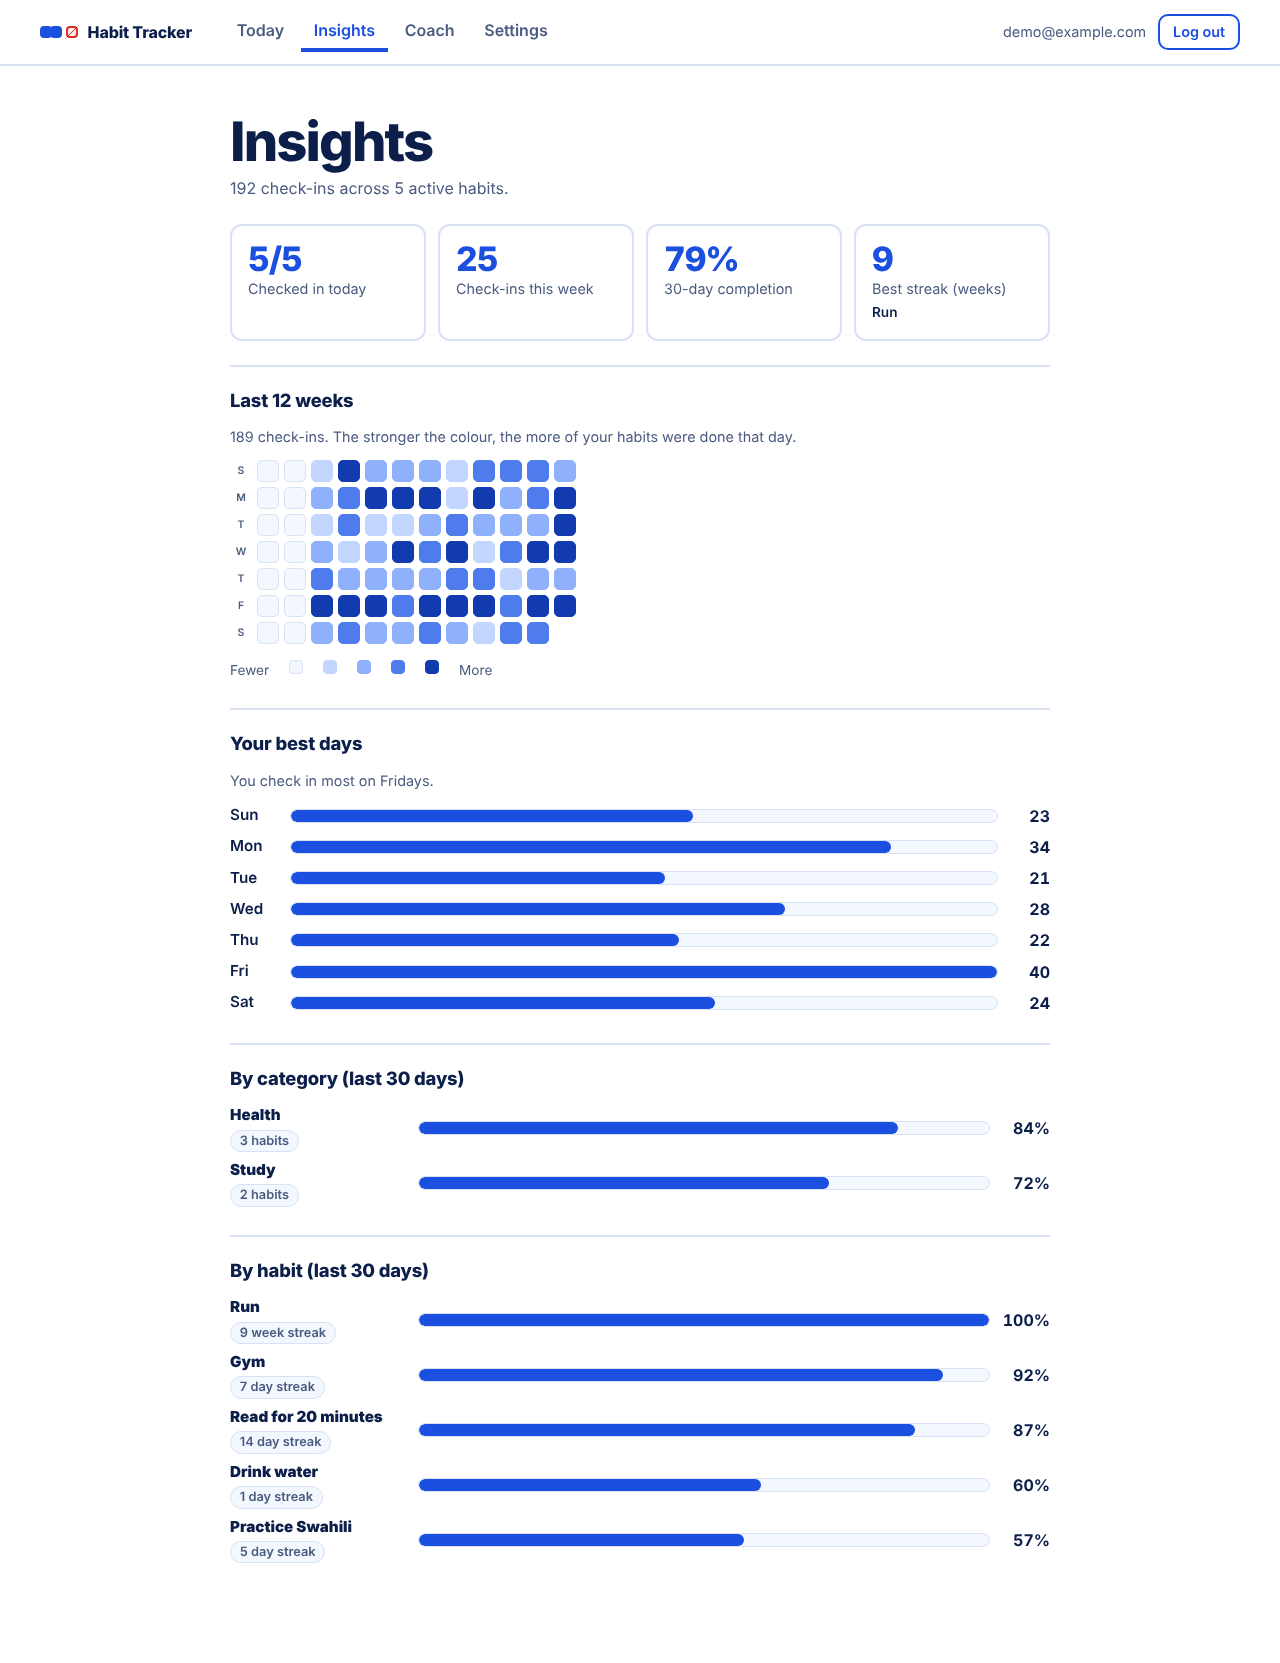 Habit Tracker Today Insights Coach Settings demo@example.com Log out
Insights
192 check-ins across 5 active habits.
5/5
Checked in today
25
Check-ins this week
79%
30-day completion
9
Best streak (weeks)
Run
Last 12 weeks
189 check-ins. The stronger the colour, the more of your habits were done that day.
S
M
T
W
T
F
S
Fewer More
Your best days
You check in most on Fridays.
Sun 23
Mon 34
Tue 21
Wed 28
Thu 22
Fri 40
Sat 24
By category (last 30 days)
Health
3 habits
84%
Study
2 habits
72%
By habit (last 30 days)
Run
9 week streak
100%
Gym
7 day streak
92%
Read for 20 minutes
14 day streak
87%
Drink water
1 day streak
60%
Practice Swahili
5 day streak
57%